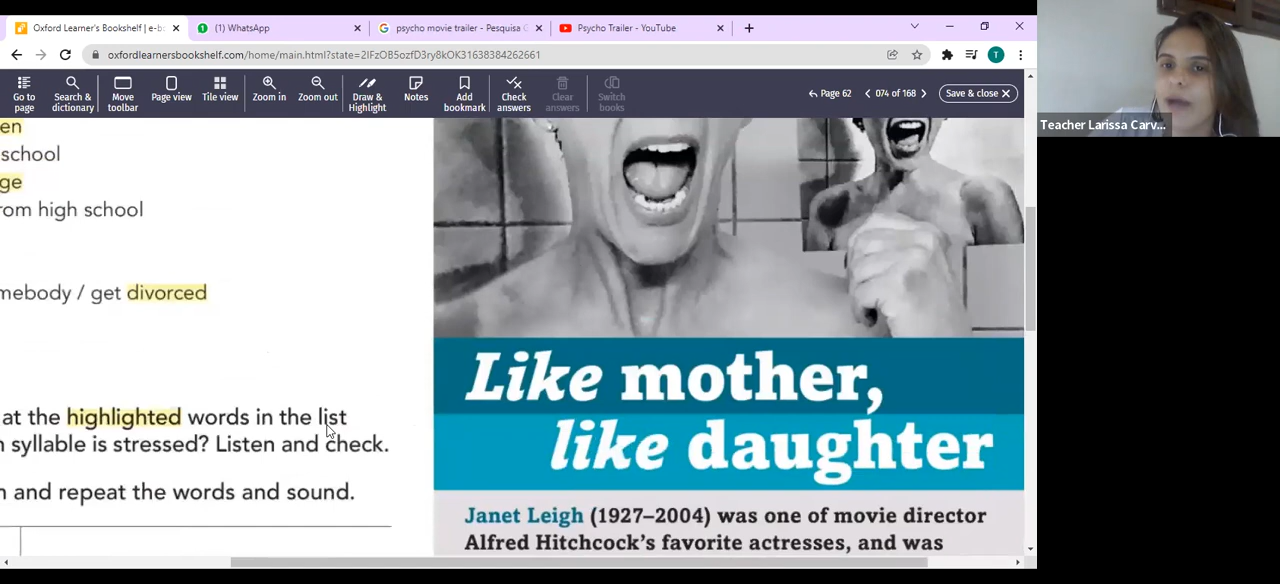 Oxford Learner's Bookshelf | e-bo
WhatsApp
psycho movie trailer - Pesquisa G
Psycho Trailer - YouTube
oxfordlearnersbookshelf.com/home/main.html?state=2IFzOB5ozfD3ry8kOK31638384262661
T
Go to page
Search & dictionary
Move toolbar
Page view
Tile view
Zoom in
Zoom out
Draw & Highlight
Notes
Add bookmark
Check answers
Clear answers
Switch books
Page 62
074 of 168
Save & close
Teacher Larissa Carv...
en
school
ge
rom high school
mebody / get divorced
at the highlighted words in the list
n syllable is stressed? Listen and check.
n and repeat the words and sound.
Like mother,
like daughter
Janet Leigh (1927–2004) was one of movie director
Alfred Hitchcock's favorite actresses, and was